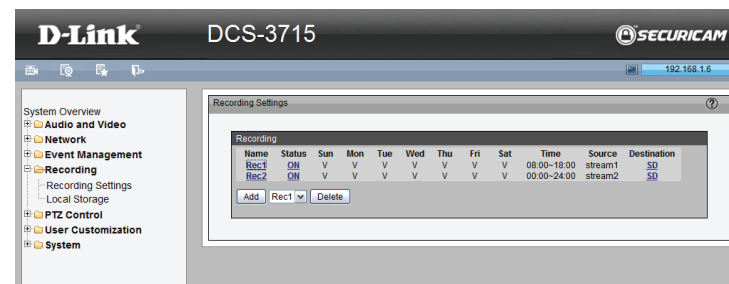 D-Link DCS-3715 SECURICAM
192.168.1.6
System Overview
Audio and Video
Network
Event Management
Recording
Recording Settings
Local Storage
PTZ Control
User Customization
System
Recording Settings ?
Recording
Name Status Sun Mon Tue Wed Thu Fri Sat Time Source Destination
Rec1 ON V V V V V V V 08:00~18:00 stream1 SD
Rec2 ON V V V V V V V 00:00~24:00 stream2 SD
Add Rec1 Delete